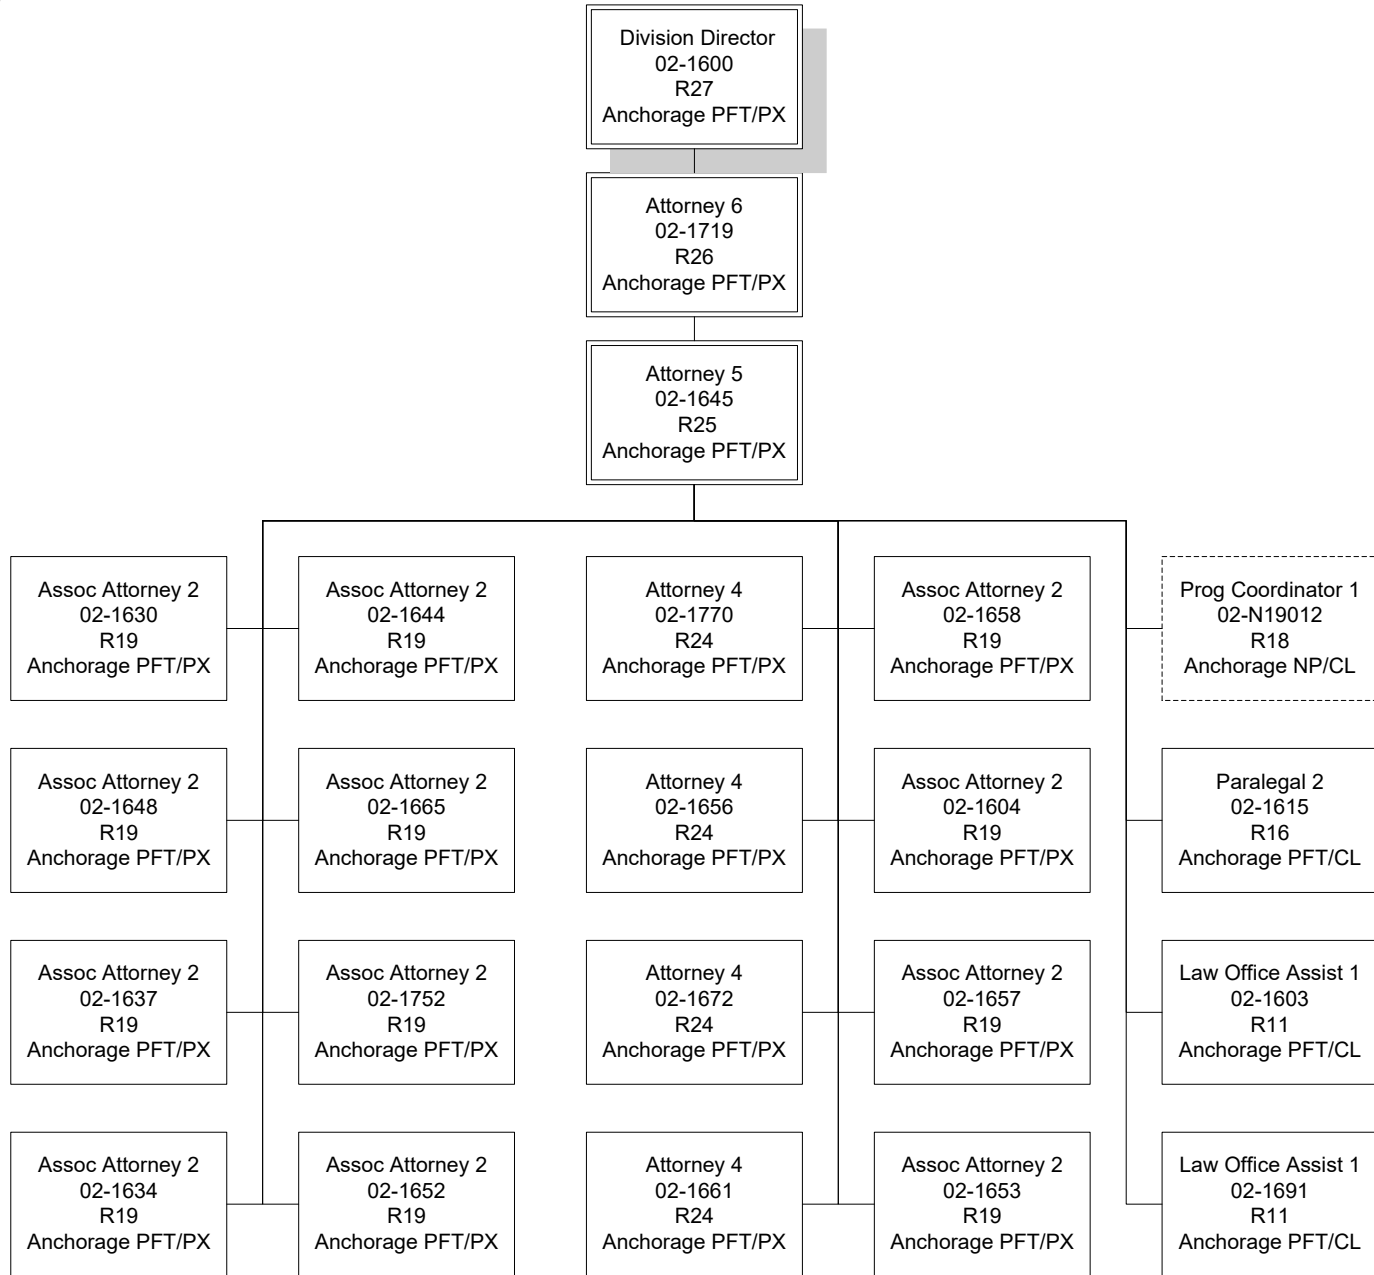 Division Director
02-1600
R27
Anchorage PFT/PX
Attorney 6
02-1719
R26
Anchorage PFT/PX
Attorney 5
02-1645
R25
Anchorage PFT/PX
Assoc Attorney 2
02-1630
R19
Anchorage PFT/PX
Assoc Attorney 2
02-1644
R19
Anchorage PFT/PX
Attorney 4
02-1770
R24
Anchorage PFT/PX
Assoc Attorney 2
02-1658
R19
Anchorage PFT/PX
Prog Coordinator 1
02-N19012
R18
Anchorage NP/CL
Assoc Attorney 2
02-1648
R19
Anchorage PFT/PX
Assoc Attorney 2
02-1665
R19
Anchorage PFT/PX
Attorney 4
02-1656
R24
Anchorage PFT/PX
Assoc Attorney 2
02-1604
R19
Anchorage PFT/PX
Paralegal 2
02-1615
R16
Anchorage PFT/CL
Assoc Attorney 2
02-1637
R19
Anchorage PFT/PX
Assoc Attorney 2
02-1752
R19
Anchorage PFT/PX
Attorney 4
02-1672
R24
Anchorage PFT/PX
Assoc Attorney 2
02-1657
R19
Anchorage PFT/PX
Law Office Assist 1
02-1603
R11
Anchorage PFT/CL
Assoc Attorney 2
02-1634
R19
Anchorage PFT/PX
Assoc Attorney 2
02-1652
R19
Anchorage PFT/PX
Attorney 4
02-1661
R24
Anchorage PFT/PX
Assoc Attorney 2
02-1653
R19
Anchorage PFT/PX
Law Office Assist 1
02-1691
R11
Anchorage PFT/CL